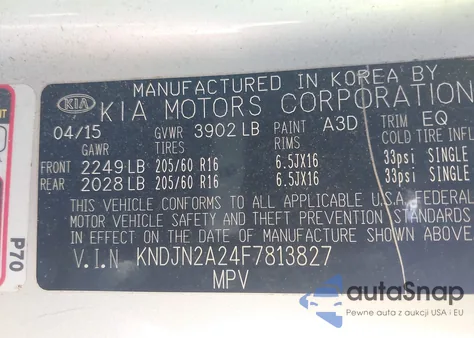 MANUFACTURED IN KOREA BY
KIA KIA MOTORS CORPORATION
04/15 GVWR 3902 LB PAINT A3D TRIM EQ
GAWR TIRES RIMS COLD TIRE INFL
FRONT 2249 LB 205/60 R16 6.5JX16 33psi SINGLE
REAR 2028 LB 205/60 R16 6.5JX16 33psi SINGLE
THIS VEHICLE CONFORMS TO ALL APPLICABLE U.S.A. FEDERAL
MOTOR VEHICLE SAFETY AND THEFT PREVENTION STANDARDS
IN EFFECT ON THE DATE OF MANUFACTURE SHOWN ABOVE.
V.I.N KNDJN2A24F7813827
MPV
P70
autoSnap
Pewne auta z aukcji z USA i EU